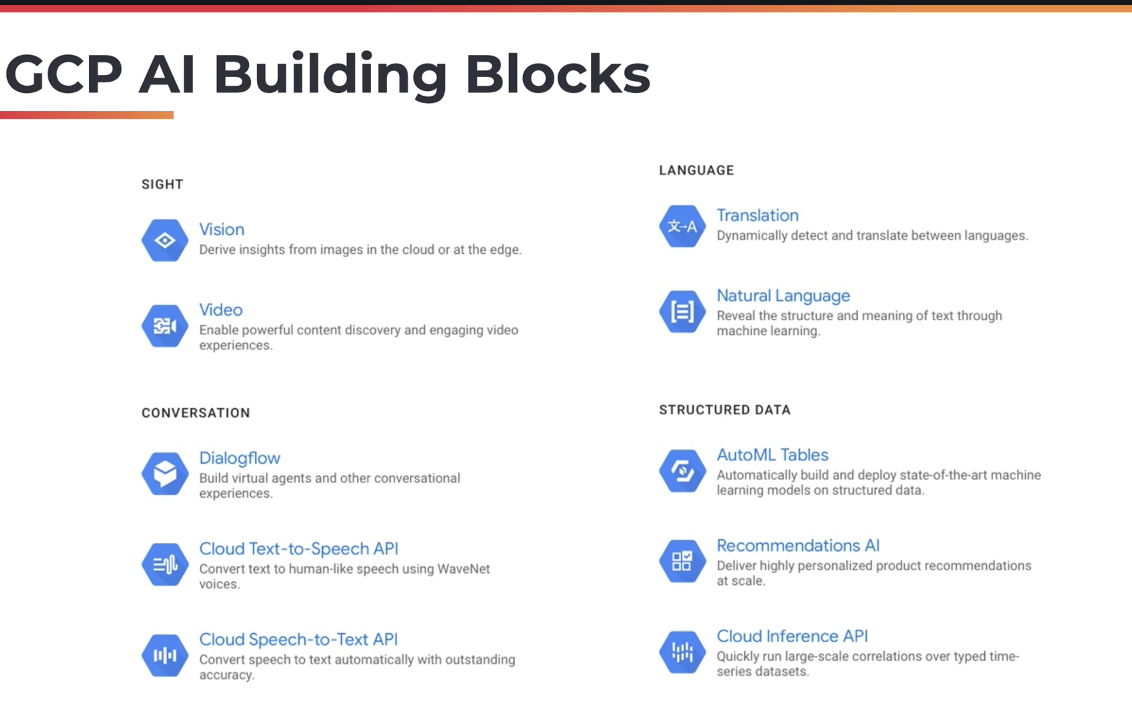 GCP AI Building Blocks
SIGHT
Vision
Derive insights from images in the cloud or at the edge.
Video
Enable powerful content discovery and engaging video
experiences.
LANGUAGE
文→A
Translation
Dynamically detect and translate between languages.
Natural Language
Reveal the structure and meaning of text through
machine learning.
CONVERSATION
Dialogflow
Build virtual agents and other conversational
experiences.
Cloud Text-to-Speech API
Convert text to human-like speech using WaveNet
voices.
Cloud Speech-to-Text API
Convert speech to text automatically with outstanding
accuracy.
STRUCTURED DATA
AutoML Tables
Automatically build and deploy state-of-the-art machine
learning models on structured data.
Recommendations AI
Deliver highly personalized product recommendations
at scale.
Cloud Inference API
Quickly run large-scale correlations over typed time-
series datasets.